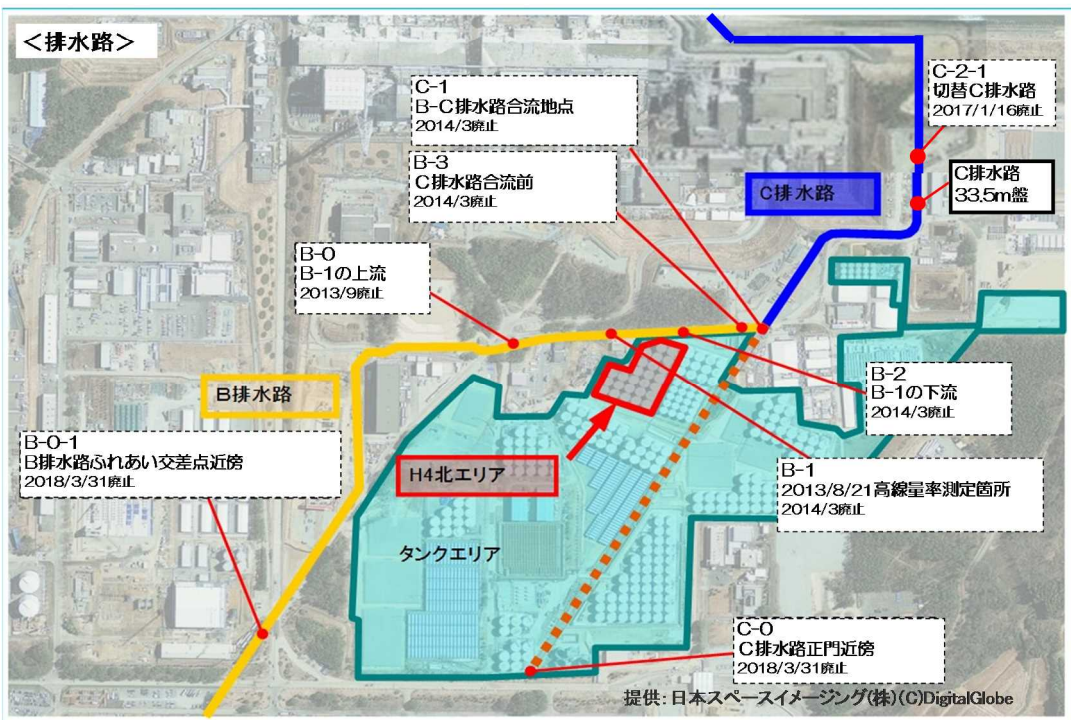 ＜排水路＞
C-1
B-C排水路合流地点
2014/3廃止
C-2-1
切替C排水路
2017/1/16廃止
B-3
C排水路合流前
2014/3廃止
C排水路
C排水路
33.5m盤
B-0
B-1の上流
2013/9廃止
B排水路
B-2
B-1の下流
2014/3廃止
B-0-1
B排水路ふれあい交差点近傍
2018/3/31廃止
H4北エリア
B-1
2013/8/21高線量率測定箇所
2014/3廃止
タンクエリア
C-0
C排水路正門近傍
2018/3/31廃止
提供：日本スペースイメージング(株)(C)DigitalGlobe